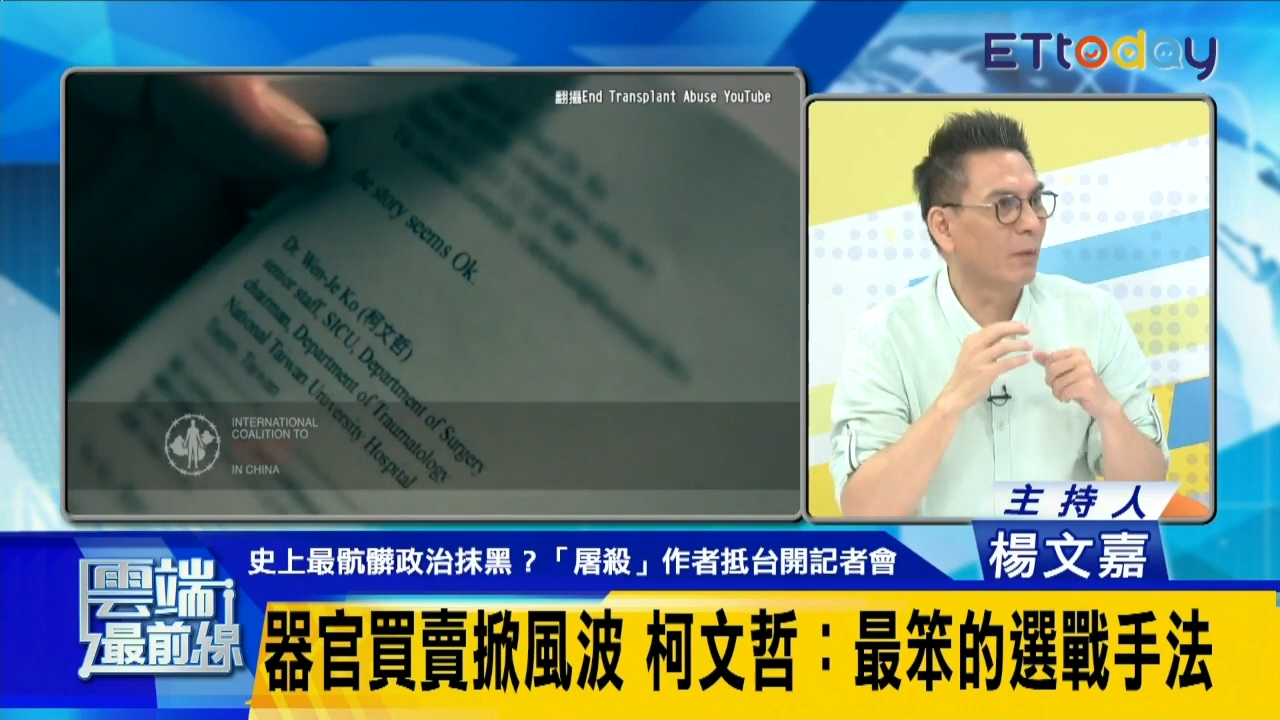 ETtoday
翻攝End Transplant Abuse YouTube
the story seems Ok.
Dr. Wen-Je Ko (柯文哲)
senior staff, SICU, Department of Surgery
chairman, Department of Traumatology
National Taiwan University Hospital
Taipei, Taiwan
INTERNATIONAL
COALITION TO
IN CHINA
主持人
楊文嘉
史上最骯髒政治抹黑？「屠殺」作者抵台開記者會
雲端最前線
器官買賣掀風波 柯文哲：最笨的選戰手法